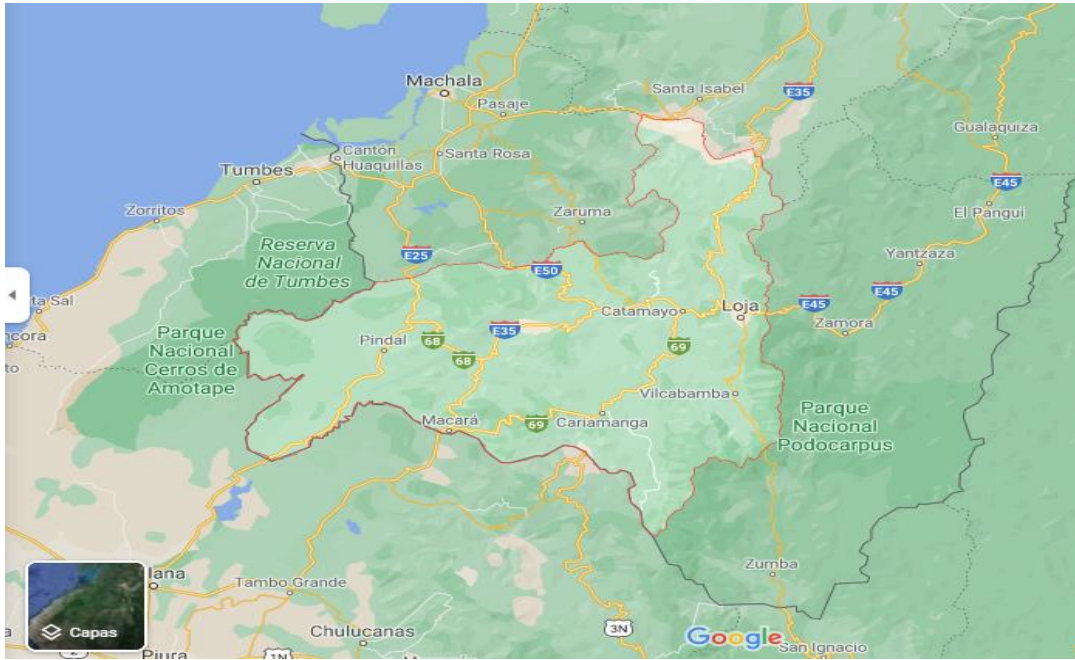 Machala
Santa Isabel
E35
Pasaje
Gualaquiza
Cantón
Huaquillas
Santa Rosa
Tumbes
E45
El Pangui
Zorritos
Zaruma
Reserva
Nacional
de Tumbes
E25
E50
Yantzaza
E45
ta Sal
Catamayo
Loja
E45
Zamora
Parque
Nacional
Cerros de
Amotape
ncora
to
Pindal
68
E35
68
69
Vilcabamba
Macará
69
Cariamanga
Parque
Nacional
Podocarpus
Zumba
lana
Tambo Grande
Capas
Chulucanas
3N
Google
San Ignacio
2
Piura
1N